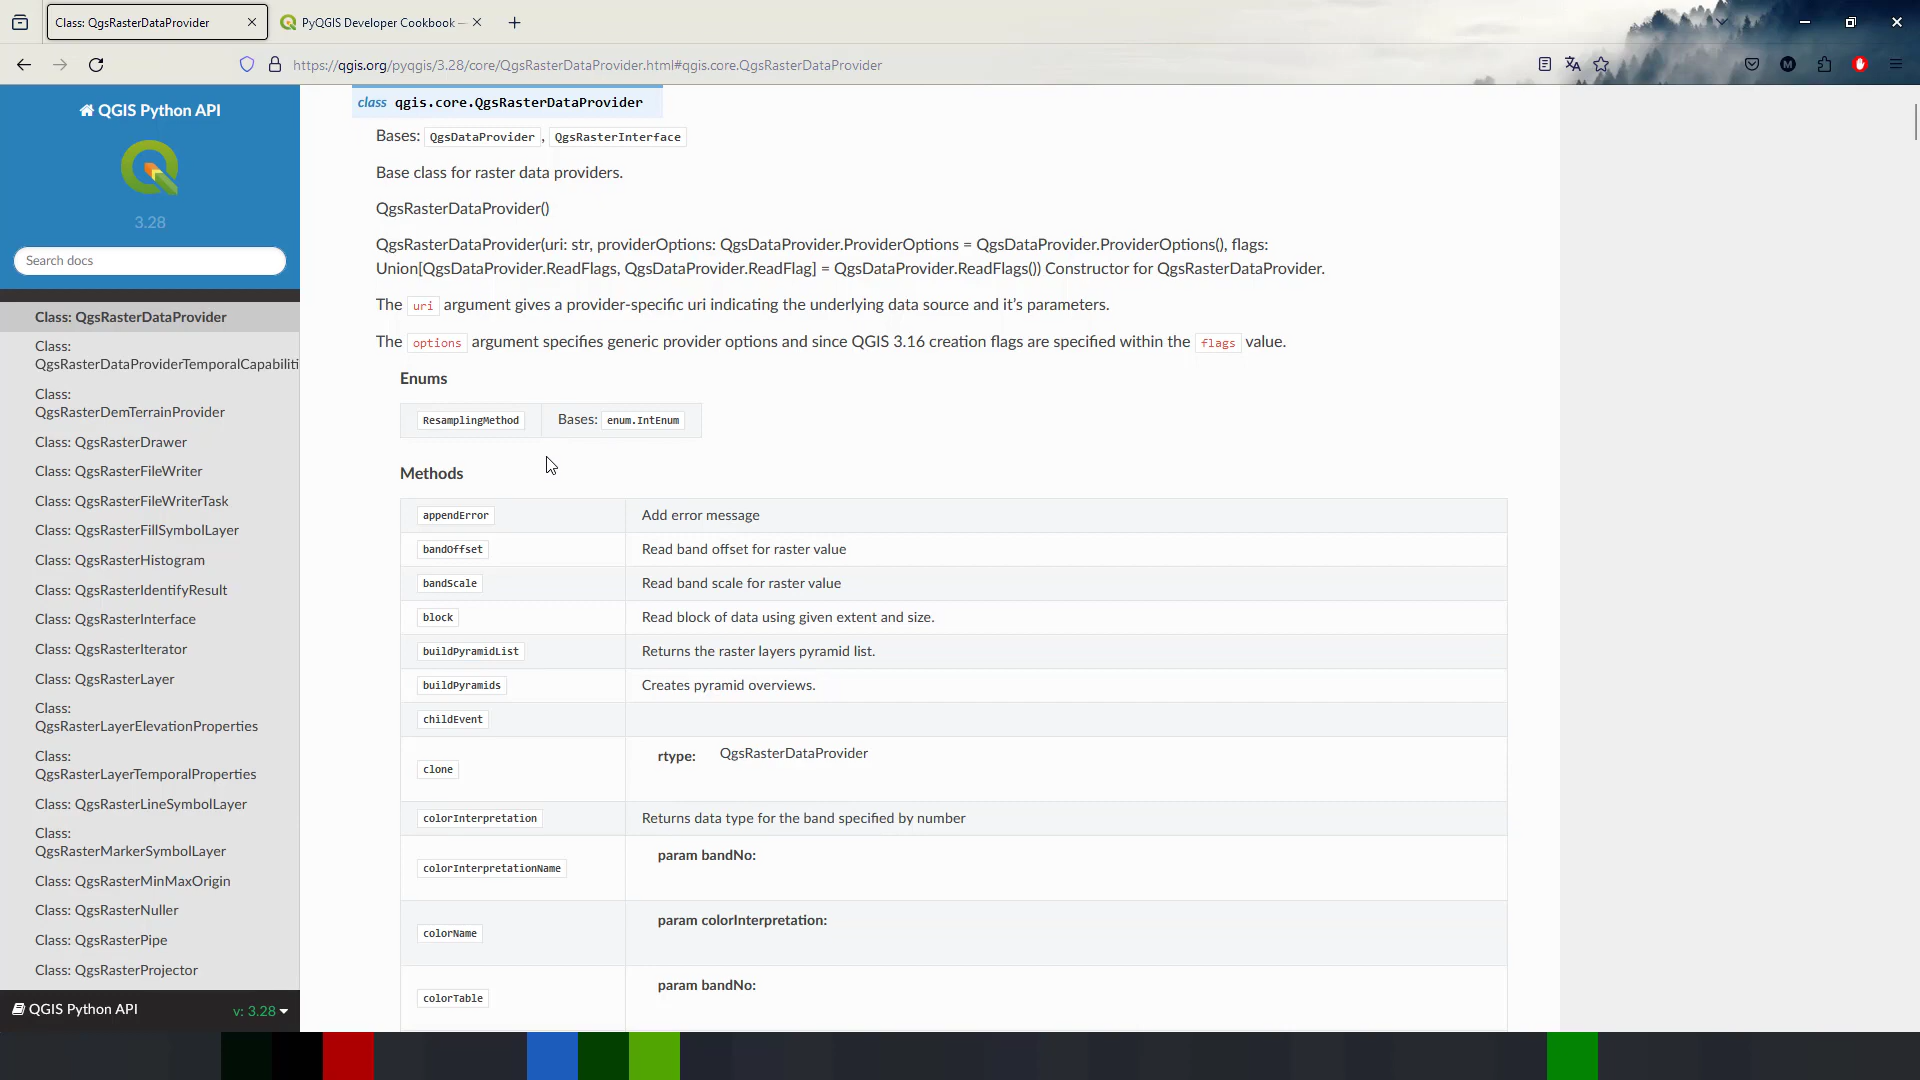 Class: QgsRasterDataProvider
PyQGIS Developer Cookbook —
https://qgis.org/pyqgis/3.28/core/QgsRasterDataProvider.html#qgis.core.QgsRasterDataProvider
M
QGIS Python API
3.28
Search docs
Class: QgsRasterDataProvider
Class:
QgsRasterDataProviderTemporalCapabiliti
Class:
QgsRasterDemTerrainProvider
Class: QgsRasterDrawer
Class: QgsRasterFileWriter
Class: QgsRasterFileWriterTask
Class: QgsRasterFillSymbolLayer
Class: QgsRasterHistogram
Class: QgsRasterIdentifyResult
Class: QgsRasterInterface
Class: QgsRasterIterator
Class: QgsRasterLayer
Class:
QgsRasterLayerElevationProperties
Class:
QgsRasterLayerTemporalProperties
Class: QgsRasterLineSymbolLayer
Class:
QgsRasterMarkerSymbolLayer
Class: QgsRasterMinMaxOrigin
Class: QgsRasterNuller
Class: QgsRasterPipe
Class: QgsRasterProjector
QGIS Python API v: 3.28
class qgis.core.QgsRasterDataProvider
Bases: QgsDataProvider, QgsRasterInterface
Base class for raster data providers.
QgsRasterDataProvider()
QgsRasterDataProvider(uri: str, providerOptions: QgsDataProvider.ProviderOptions = QgsDataProvider.ProviderOptions(), flags:
Union[QgsDataProvider.ReadFlags, QgsDataProvider.ReadFlag] = QgsDataProvider.ReadFlags()) Constructor for QgsRasterDataProvider.
The uri argument gives a provider-specific uri indicating the underlying data source and it’s parameters.
The options argument specifies generic provider options and since QGIS 3.16 creation flags are specified within the flags value.
Enums
ResamplingMethod Bases: enum.IntEnum
Methods
appendError Add error message
bandOffset Read band offset for raster value
bandScale Read band scale for raster value
block Read block of data using given extent and size.
buildPyramidList Returns the raster layers pyramid list.
buildPyramids Creates pyramid overviews.
childEvent
clone rtype: QgsRasterDataProvider
colorInterpretation Returns data type for the band specified by number
colorInterpretationName param bandNo:
colorName param colorInterpretation:
colorTable param bandNo: